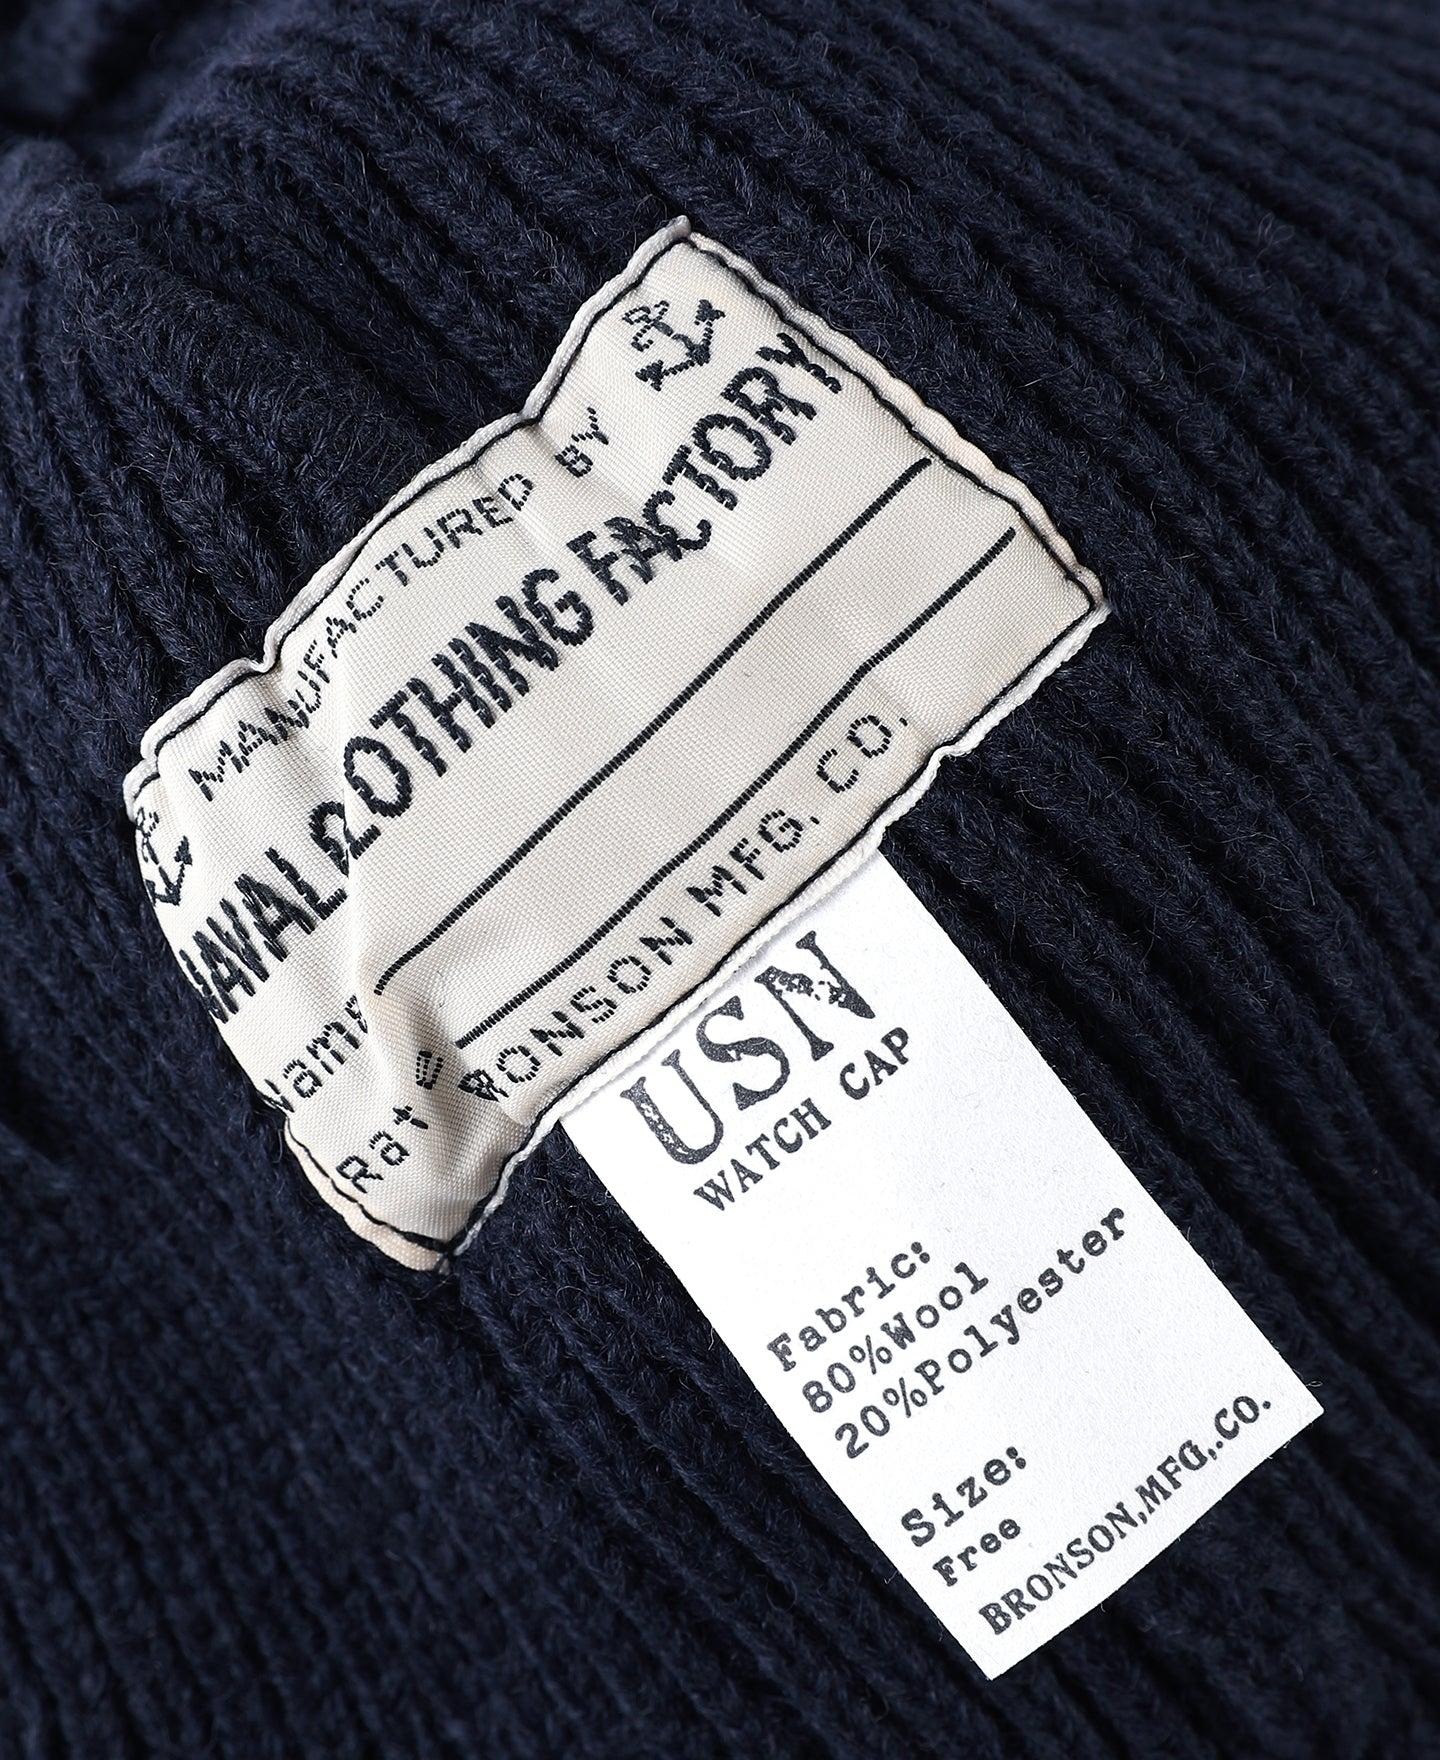 MANUFACTURED BY
NAVAL CLOTHING FACTORY
Name
Rate
BRONSON MFG. CO.
USN
WATCH CAP
Fabric:
80%Wool
20%Polyester
Size:
Free
BRONSON,MFG,.CO.